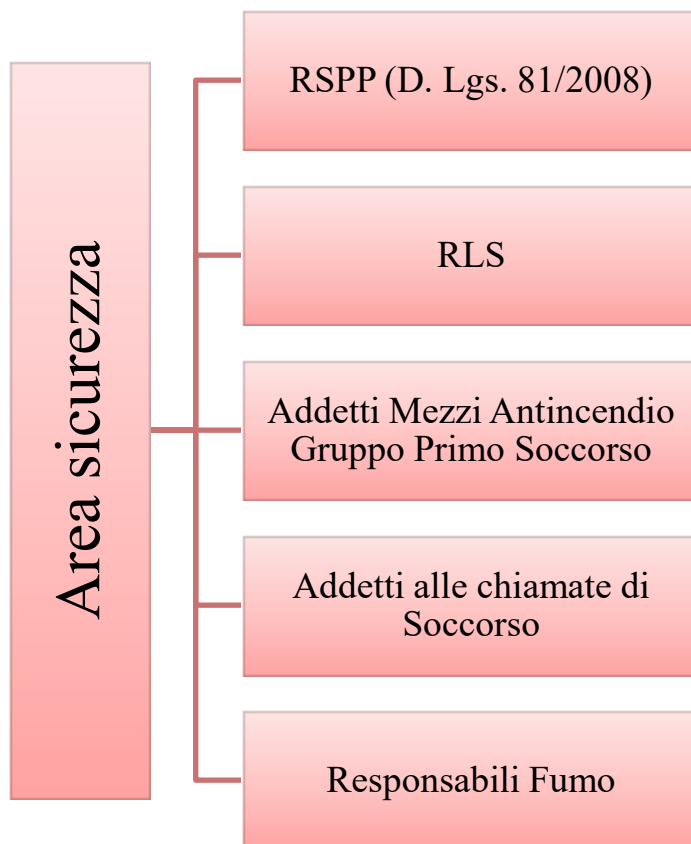 Area sicurezza
RSPP (D. Lgs. 81/2008)
RLS
Addetti Mezzi Antincendio
Gruppo Primo Soccorso
Addetti alle chiamate di
Soccorso
Responsabili Fumo